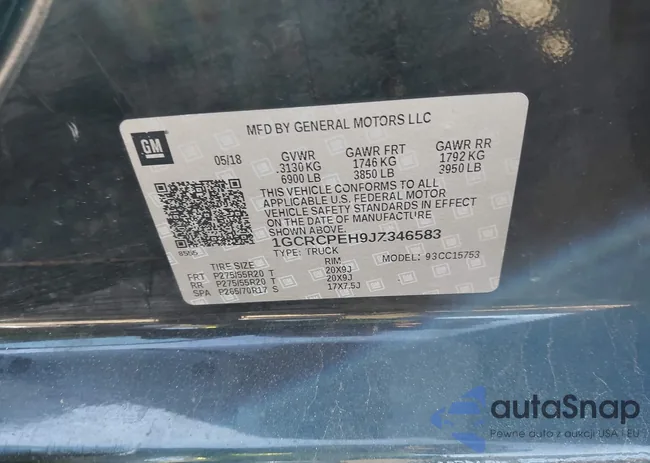 GM
MFD BY GENERAL MOTORS LLC
05/18 GVWR GAWR FRT GAWR RR
3130 KG 1746 KG 1792 KG
6900 LB 3850 LB 3950 LB
THIS VEHICLE CONFORMS TO ALL
APPLICABLE U.S. FEDERAL MOTOR
VEHICLE SAFETY STANDARDS IN EFFECT
ON THE DATE OF MANUFACTURE SHOWN ABOVE.
1GCRCPEH9JZ346583
TYPE: TRUCK MODEL: 93CC15753
TIRE SIZE RIM
FRT P275/55R20 T 20X9J
RR P275/55R20 T 20X9J
SPA P265/70R17 S 17X7.5J
autoSnap
Pewne auto z aukcji USA i EU